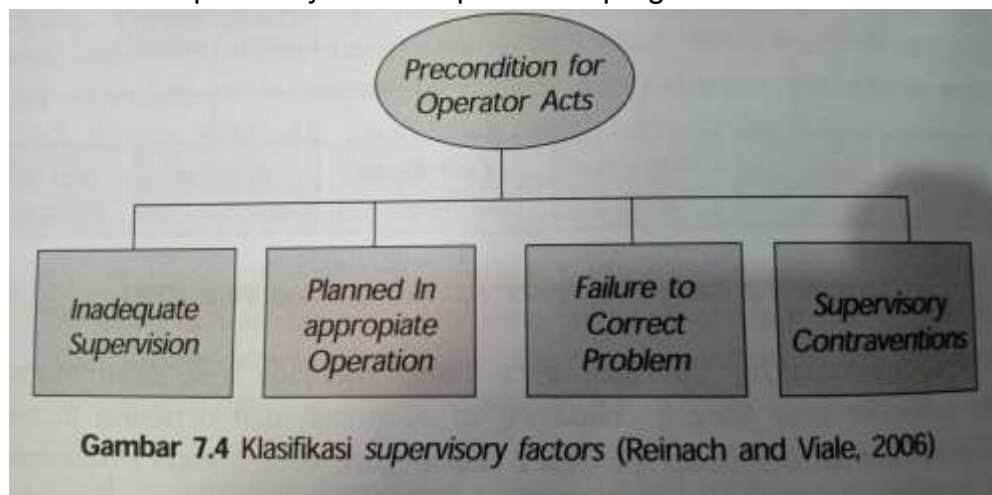 Precondition for
Operator Acts
Inadequate
Supervision
Planned In
appropiate
Operation
Failure to
Correct
Problem
Supervisory
Contraventions
Gambar 7.4 Klasifikasi supervisory factors (Reinach and Viale, 2006)